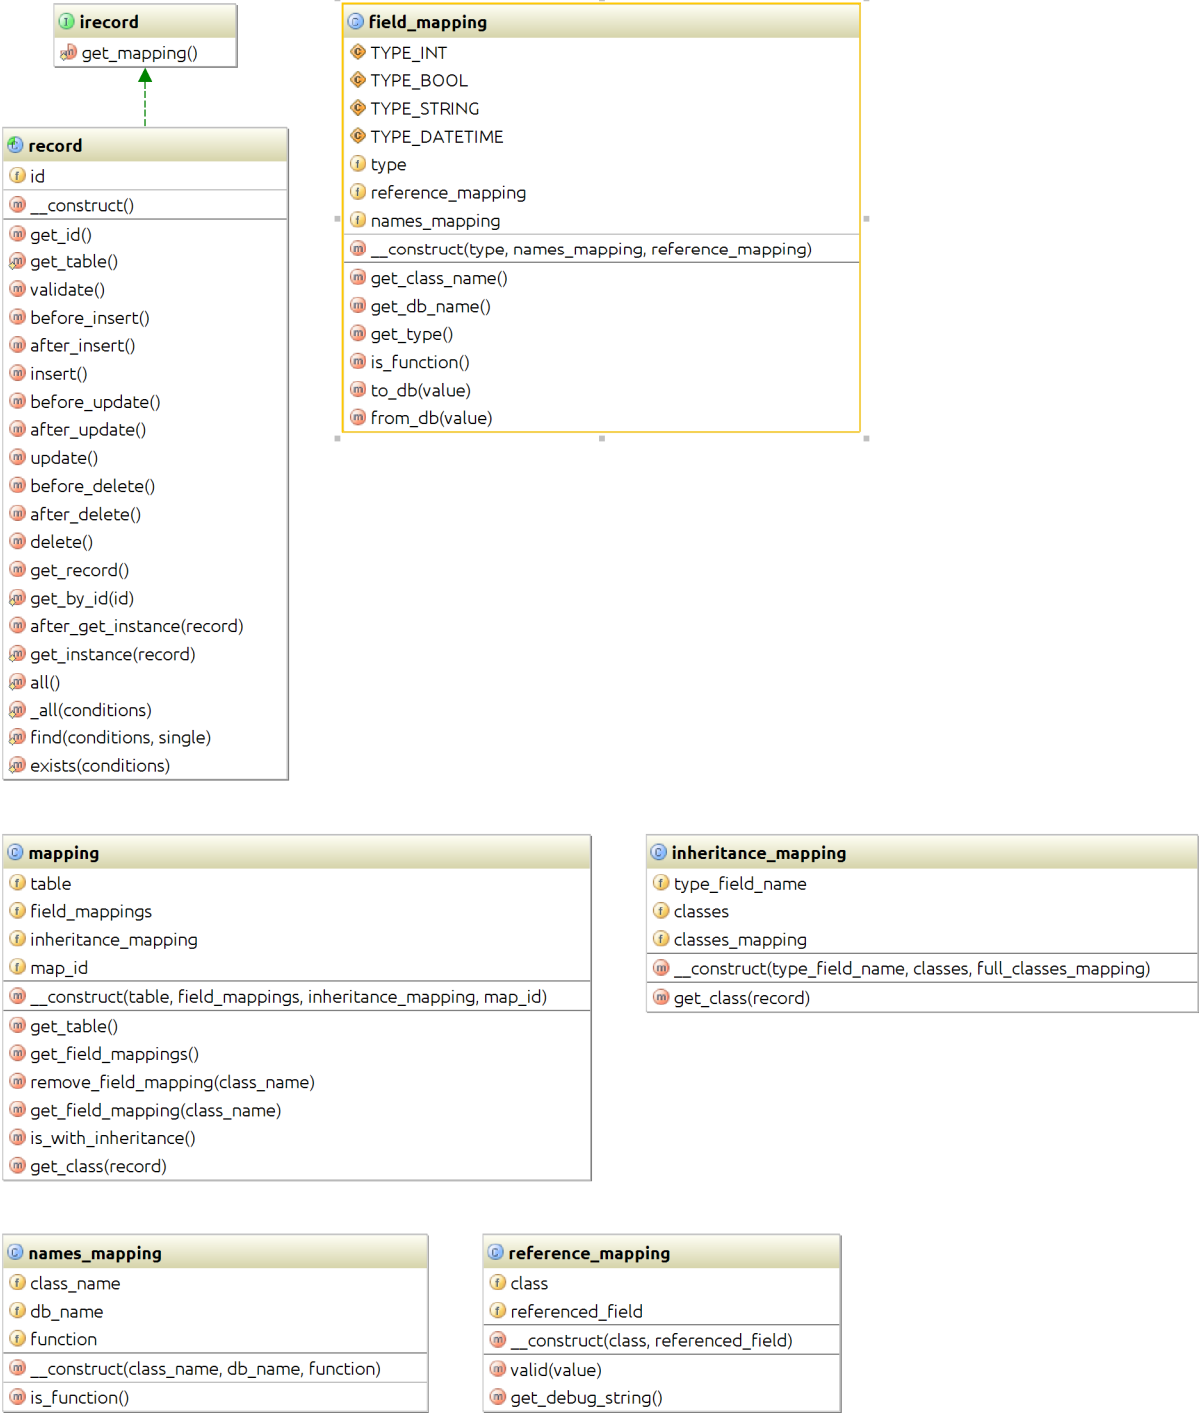 irecord
get_mapping()
record
id
__construct()
get_id()
get_table()
validate()
before_insert()
after_insert()
insert()
before_update()
after_update()
update()
before_delete()
after_delete()
delete()
get_record()
get_by_id(id)
after_get_instance(record)
get_instance(record)
all()
_all(conditions)
find(conditions, single)
exists(conditions)
field_mapping
TYPE_INT
TYPE_BOOL
TYPE_STRING
TYPE_DATETIME
type
reference_mapping
names_mapping
__construct(type, names_mapping, reference_mapping)
get_class_name()
get_db_name()
get_type()
is_function()
to_db(value)
from_db(value)
mapping
table
field_mappings
inheritance_mapping
map_id
__construct(table, field_mappings, inheritance_mapping, map_id)
get_table()
get_field_mappings()
remove_field_mapping(class_name)
get_field_mapping(class_name)
is_with_inheritance()
get_class(record)
inheritance_mapping
type_field_name
classes
classes_mapping
__construct(type_field_name, classes, full_classes_mapping)
get_class(record)
names_mapping
class_name
db_name
function
__construct(class_name, db_name, function)
is_function()
reference_mapping
class
referenced_field
__construct(class, referenced_field)
valid(value)
get_debug_string()